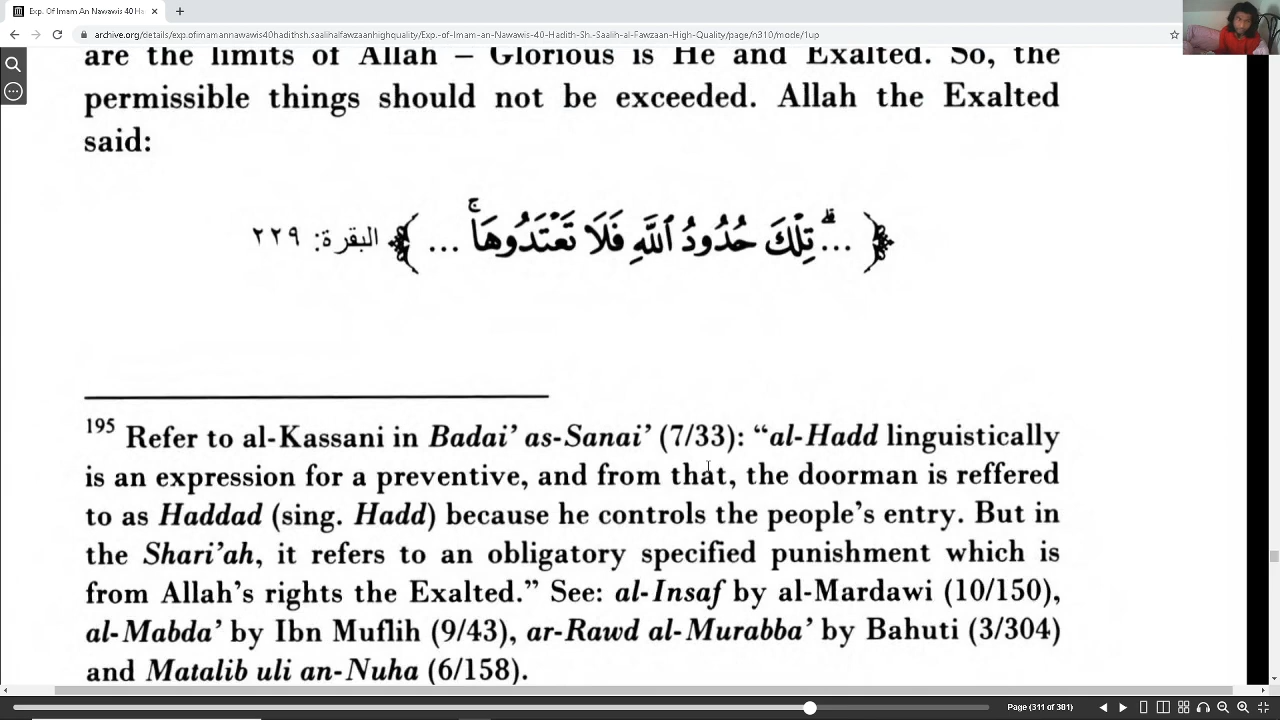 Exp. Of Imam An Nawawis 40 Ha
archive.org/details/exp.ofimamannawawis40hadithsh.saalihalfawzaanhighquality/Exp.-of-Imam-an-Nawawis-40-Hadith-Sh.-Saalih-al-Fawzaan-High-Quality/page/n310/mode/1up
are the limits of Allah – Glorious is He and Exalted. So, the
permissible things should not be exceeded. Allah the Exalted
said:
﴿ ... ۗ تِلْكَ حُدُودُ ٱللَّهِ فَلَا تَعْتَدُوهَاۚ ... ﴾ البقرة: ٢٢٩
195 Refer to al-Kassani in Badai’ as-Sanai’ (7/33): “al-Hadd linguistically
is an expression for a preventive, and from that, the doorman is reffered
to as Haddad (sing. Hadd) because he controls the people’s entry. But in
the Shari’ah, it refers to an obligatory specified punishment which is
from Allah’s rights the Exalted.” See: al-Insaf by al-Mardawi (10/150),
al-Mabda’ by Ibn Muflih (9/43), ar-Rawd al-Murabba’ by Bahuti (3/304)
and Matalib uli an-Nuha (6/158).
Page (311 of 381)